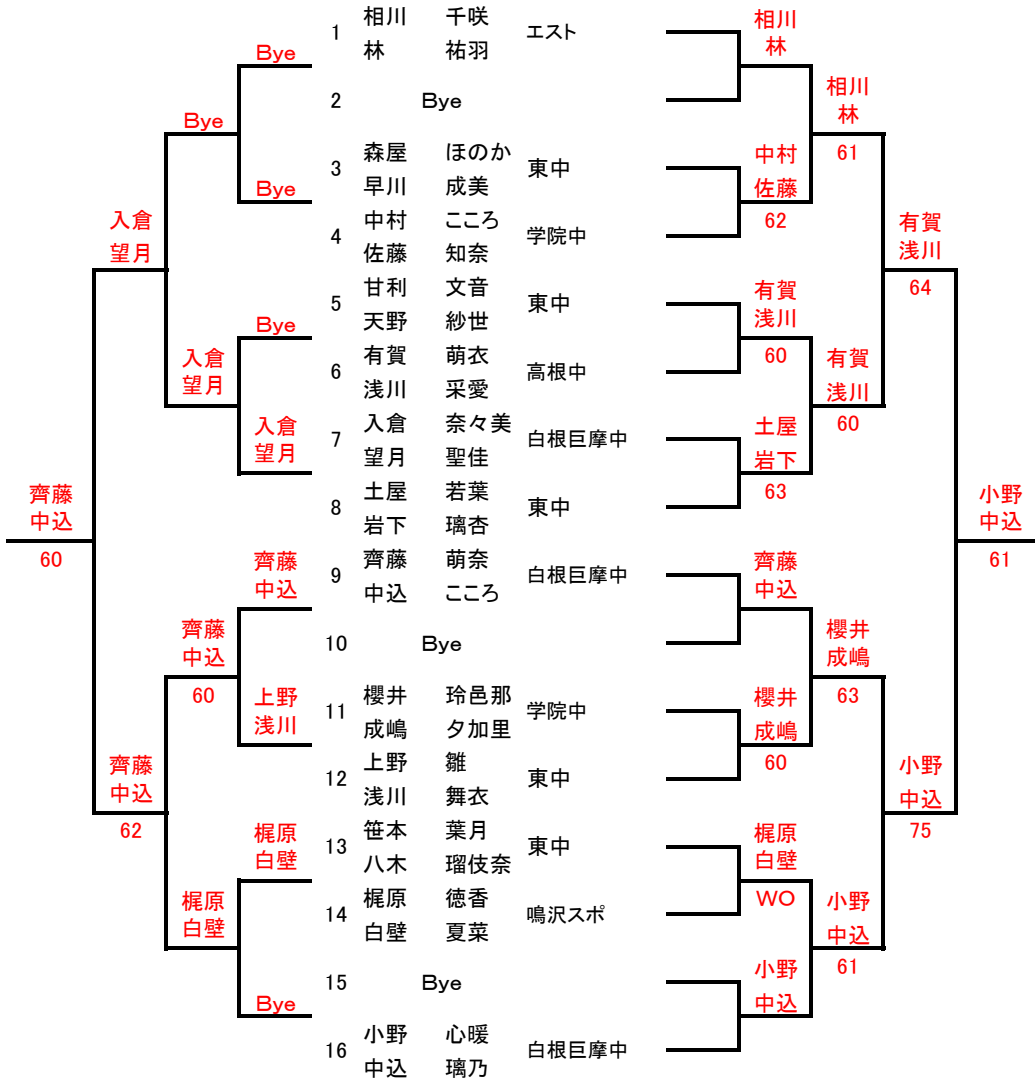 1 相川 千咲 エスト
林 祐羽
2 Bye
3 森屋 ほのか 東中
早川 成美
4 中村 こころ 学院中
佐藤 知奈
5 甘利 文音 東中
天野 紗世
6 有賀 萌衣 高根中
浅川 采愛
7 入倉 奈々美 白根巨摩中
望月 聖佳
8 土屋 若葉 東中
岩下 璃杏
9 齊藤 萌奈 白根巨摩中
中込 こころ
10 Bye
11 櫻井 玲邑那 学院中
成嶋 夕加里
12 上野 雛 東中
浅川 舞衣
13 笹本 葉月 東中
八木 瑠伎奈
14 梶原 徳香 鳴沢スポ
白壁 夏菜
15 Bye
16 小野 心暖 白根巨摩中
中込 璃乃
相川
林
中村
佐藤
62
有賀
浅川
60
土屋
岩下
63
齊藤
中込
櫻井
成嶋
60
梶原
白壁
WO
小野
中込
相川
林
61
有賀
浅川
60
櫻井
成嶋
63
小野
中込
61
有賀
浅川
64
小野
中込
75
小野
中込
61
Bye
Bye
Bye
入倉
望月
齊藤
中込
上野
浅川
梶原
白壁
Bye
Bye
入倉
望月
齊藤
中込
60
梶原
白壁
入倉
望月
齊藤
中込
62
齊藤
中込
60